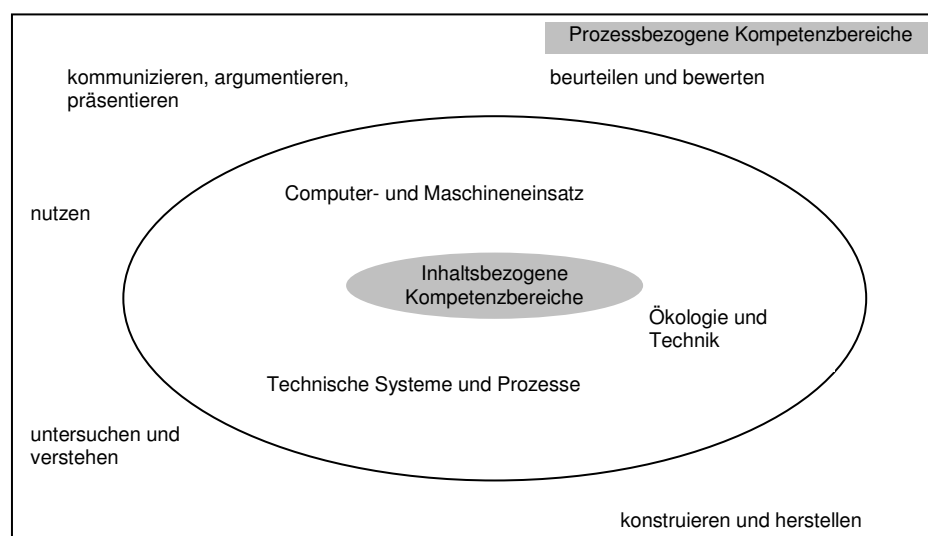 Prozessbezogene Kompetenzbereiche
kommunizieren, argumentieren,
präsentieren
beurteilen und bewerten
Computer- und Maschineneinsatz
nutzen
Inhaltsbezogene
Kompetenzbereiche
Ökologie und
Technik
Technische Systeme und Prozesse
untersuchen und
verstehen
konstruieren und herstellen